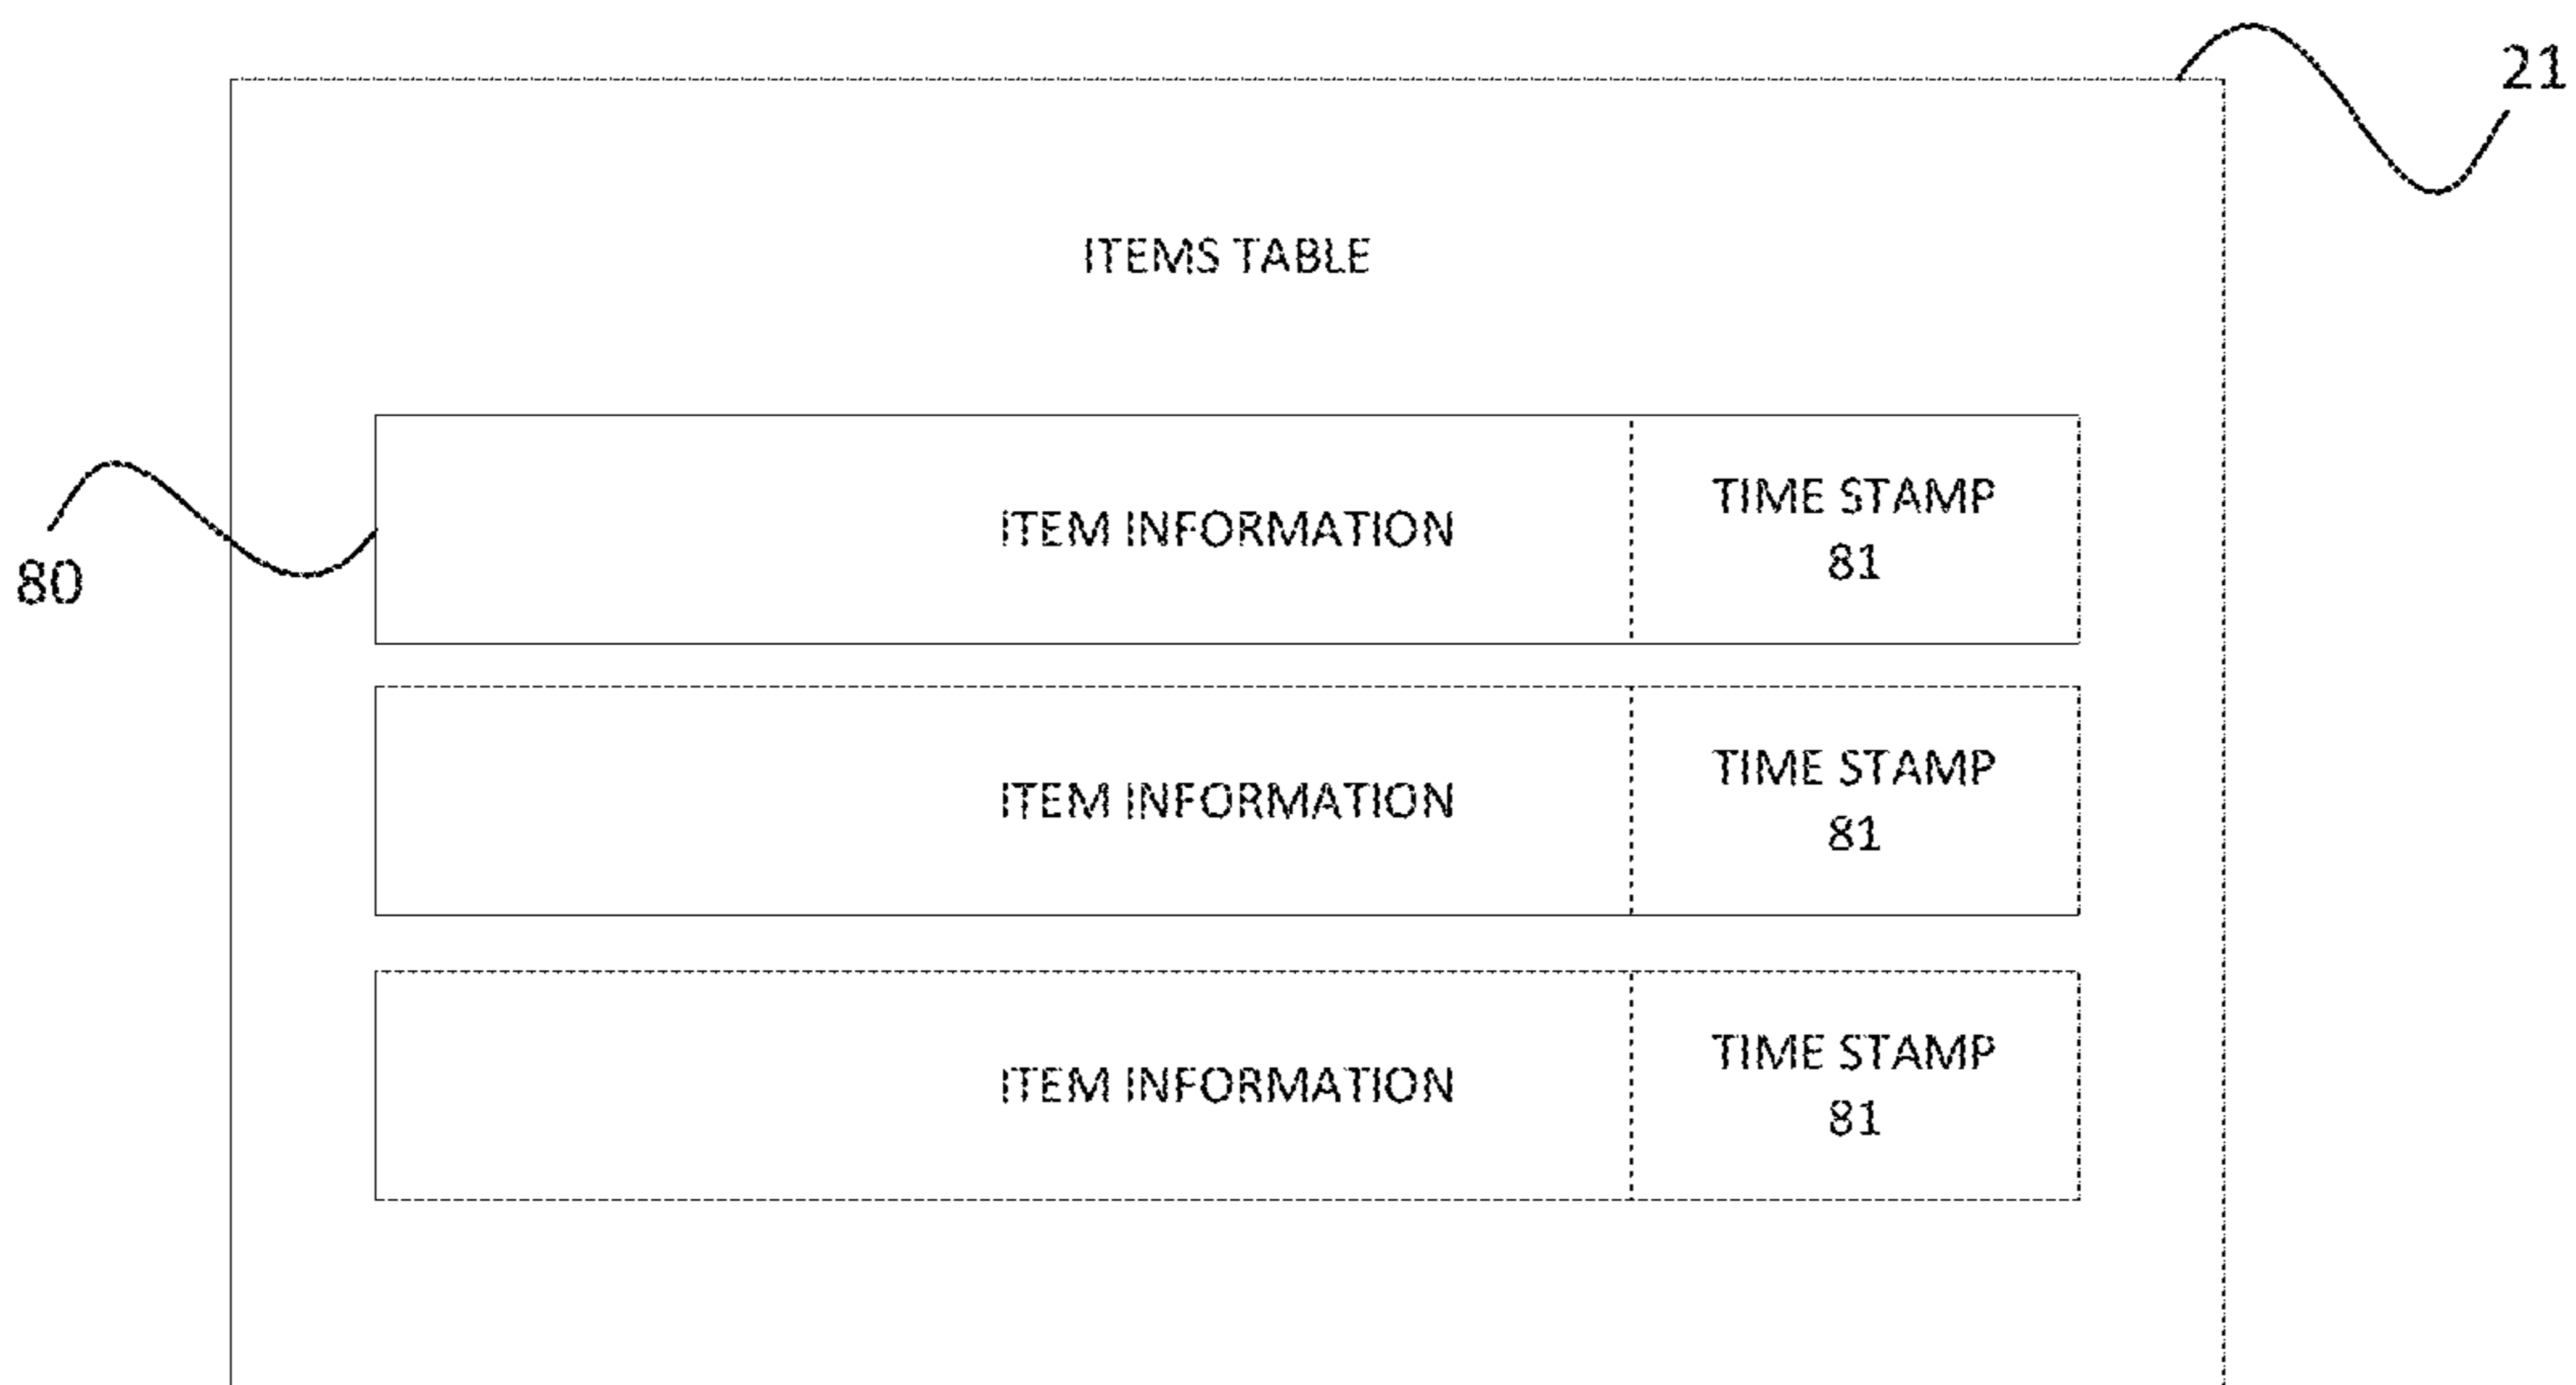 21
ITEMS TABLE
80
ITEM INFORMATION
TIME STAMP
81
ITEM INFORMATION
TIME STAMP
81
ITEM INFORMATION
TIME STAMP
81